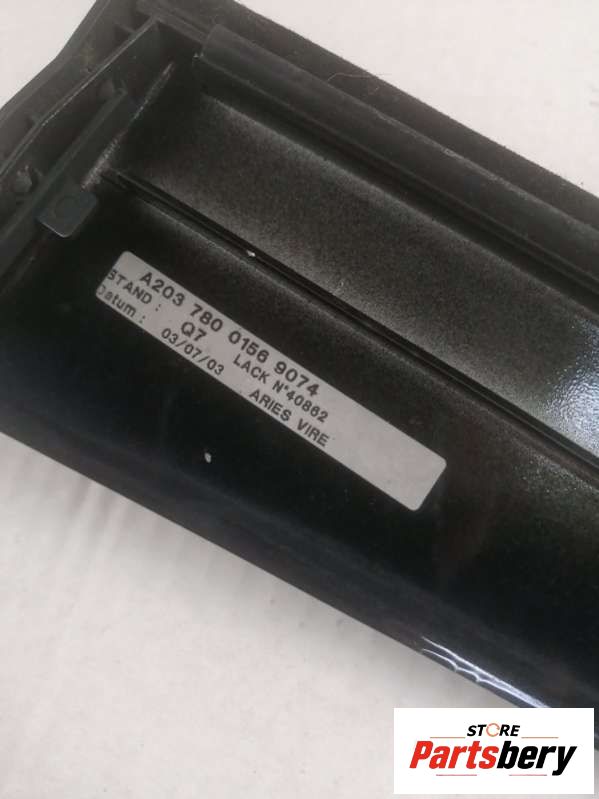 A203 780 0156 9074
STAND : Q7 LACK N°40862
Datum : 03/07/03 ARIES VIRE
STORE
Partsbery